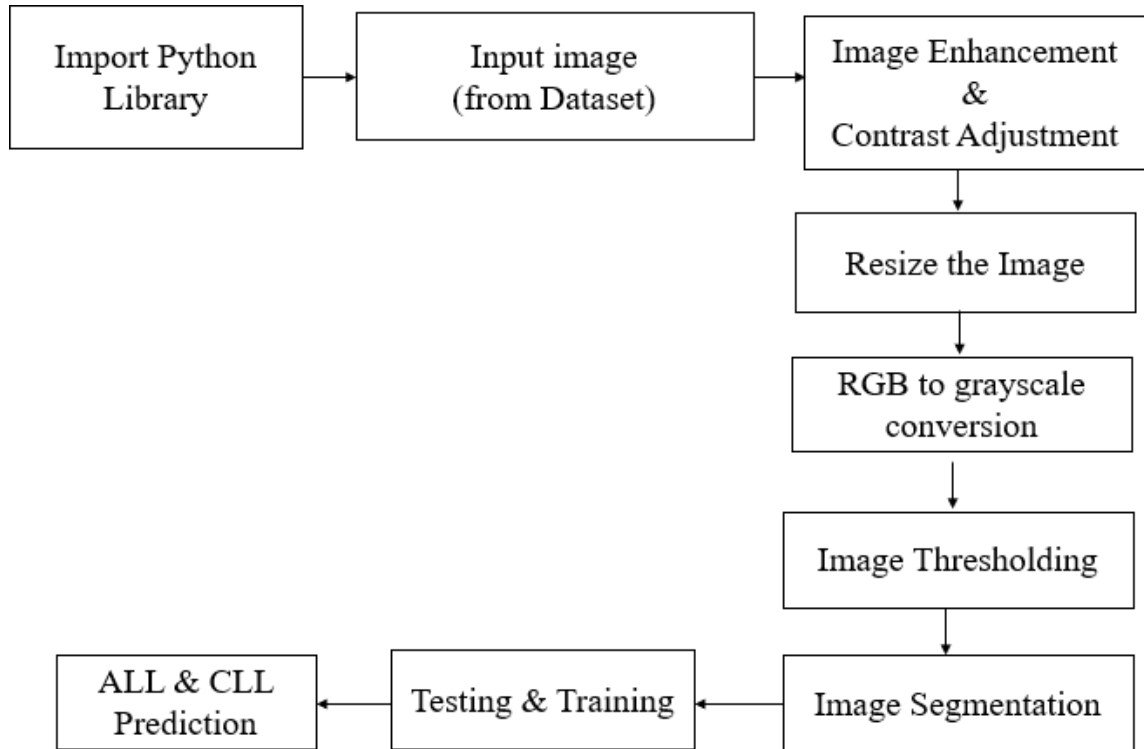 Import Python
Library
Input image
(from Dataset)
Image Enhancement
&
Contrast Adjustment
Resize the Image
RGB to grayscale
conversion
Image Thresholding
Image Segmentation
Testing & Training
ALL & CLL
Prediction